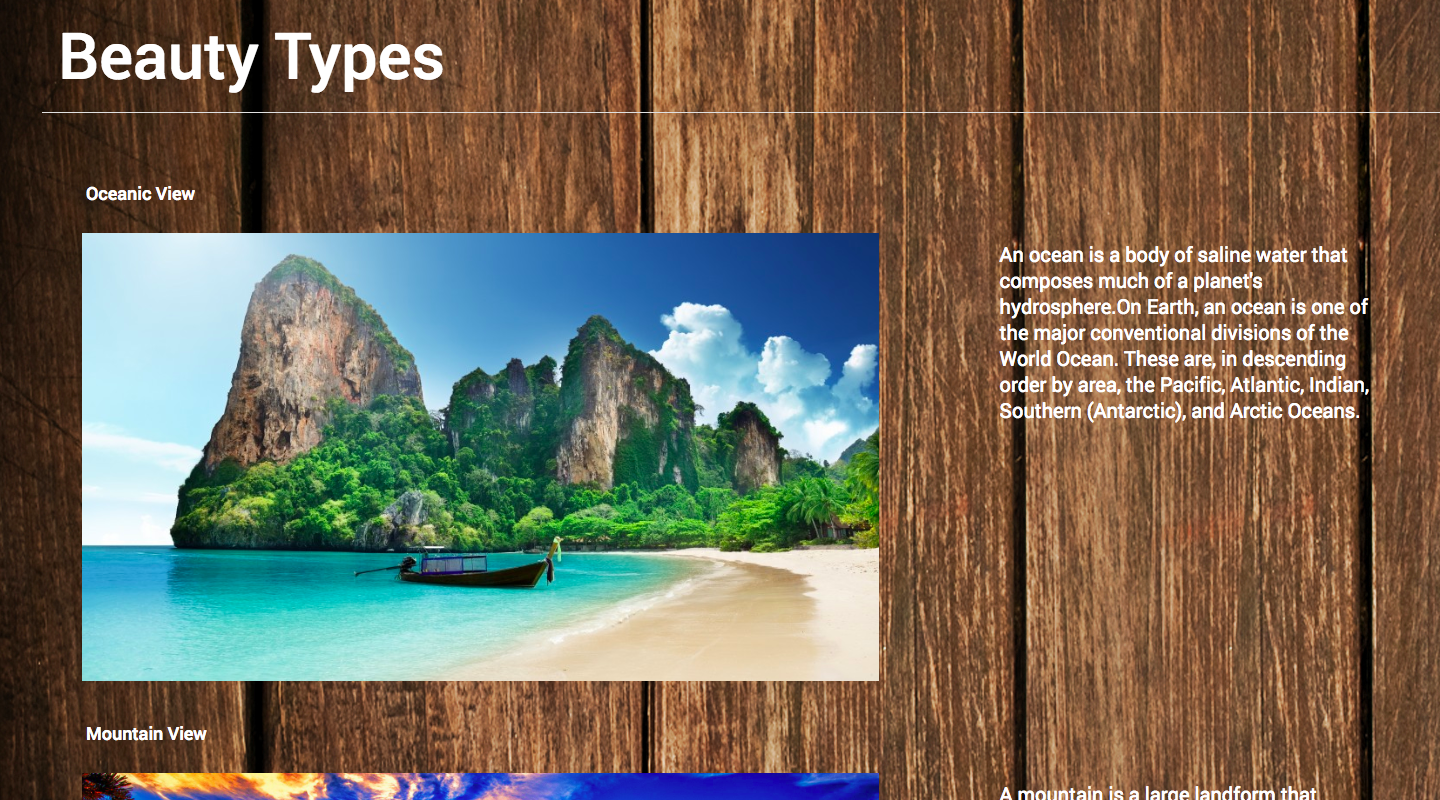 Beauty Types
Oceanic View
An ocean is a body of saline water that
composes much of a planet's
hydrosphere.On Earth, an ocean is one of
the major conventional divisions of the
World Ocean. These are, in descending
order by area, the Pacific, Atlantic, Indian,
Southern (Antarctic), and Arctic Oceans.
Mountain View
A mountain is a large landform that